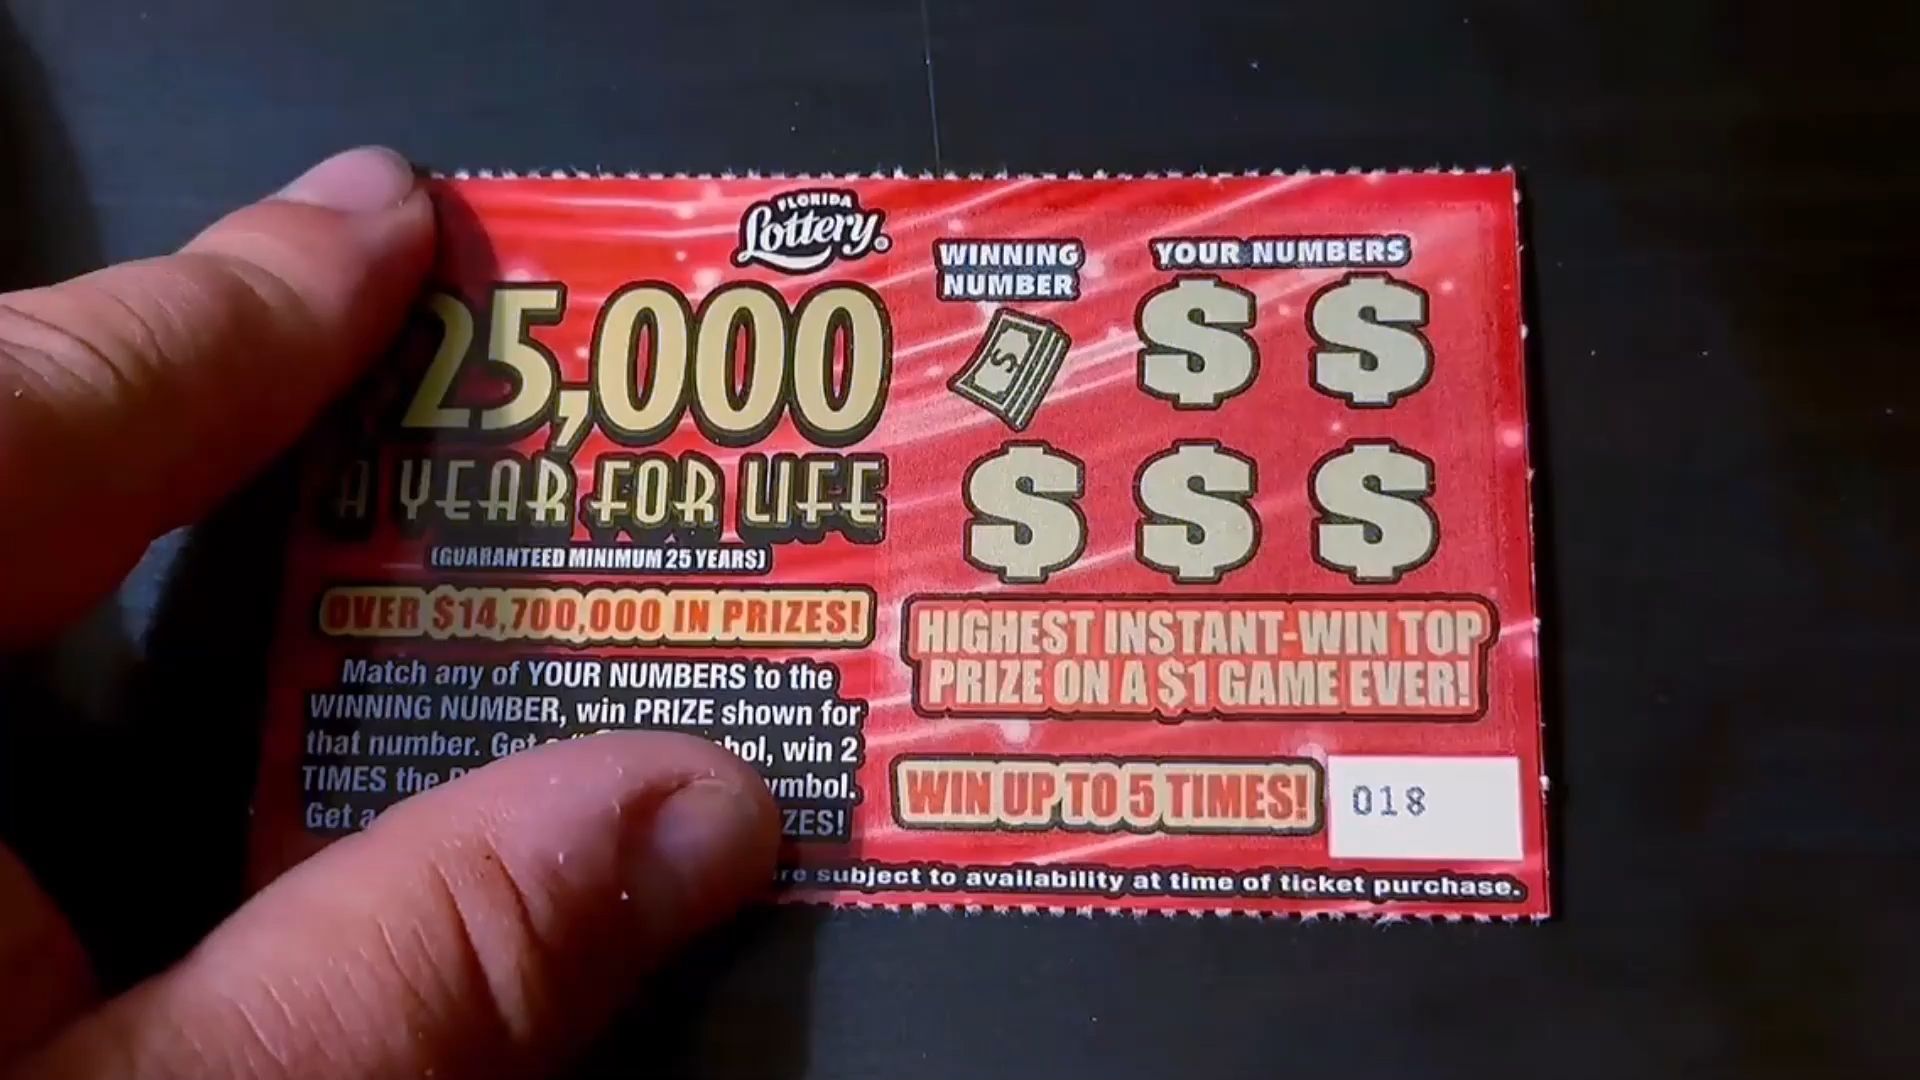 FLORIDA
Lottery®
25,000
A YEAR FOR LIFE
(GUARANTEED MINIMUM 25 YEARS)
OVER $14,700,000 IN PRIZES!
Match any of YOUR NUMBERS to the
WINNING NUMBER, win PRIZE shown for
that number. Get a win 2
TIMES the
Get a
WINNING
NUMBER
YOUR NUMBERS
$
$ $
$ $ $
HIGHEST INSTANT-WIN TOP
PRIZE ON A $1 GAME EVER!
WIN UP TO 5 TIMES!
018
subject to availability at time of ticket purchase.